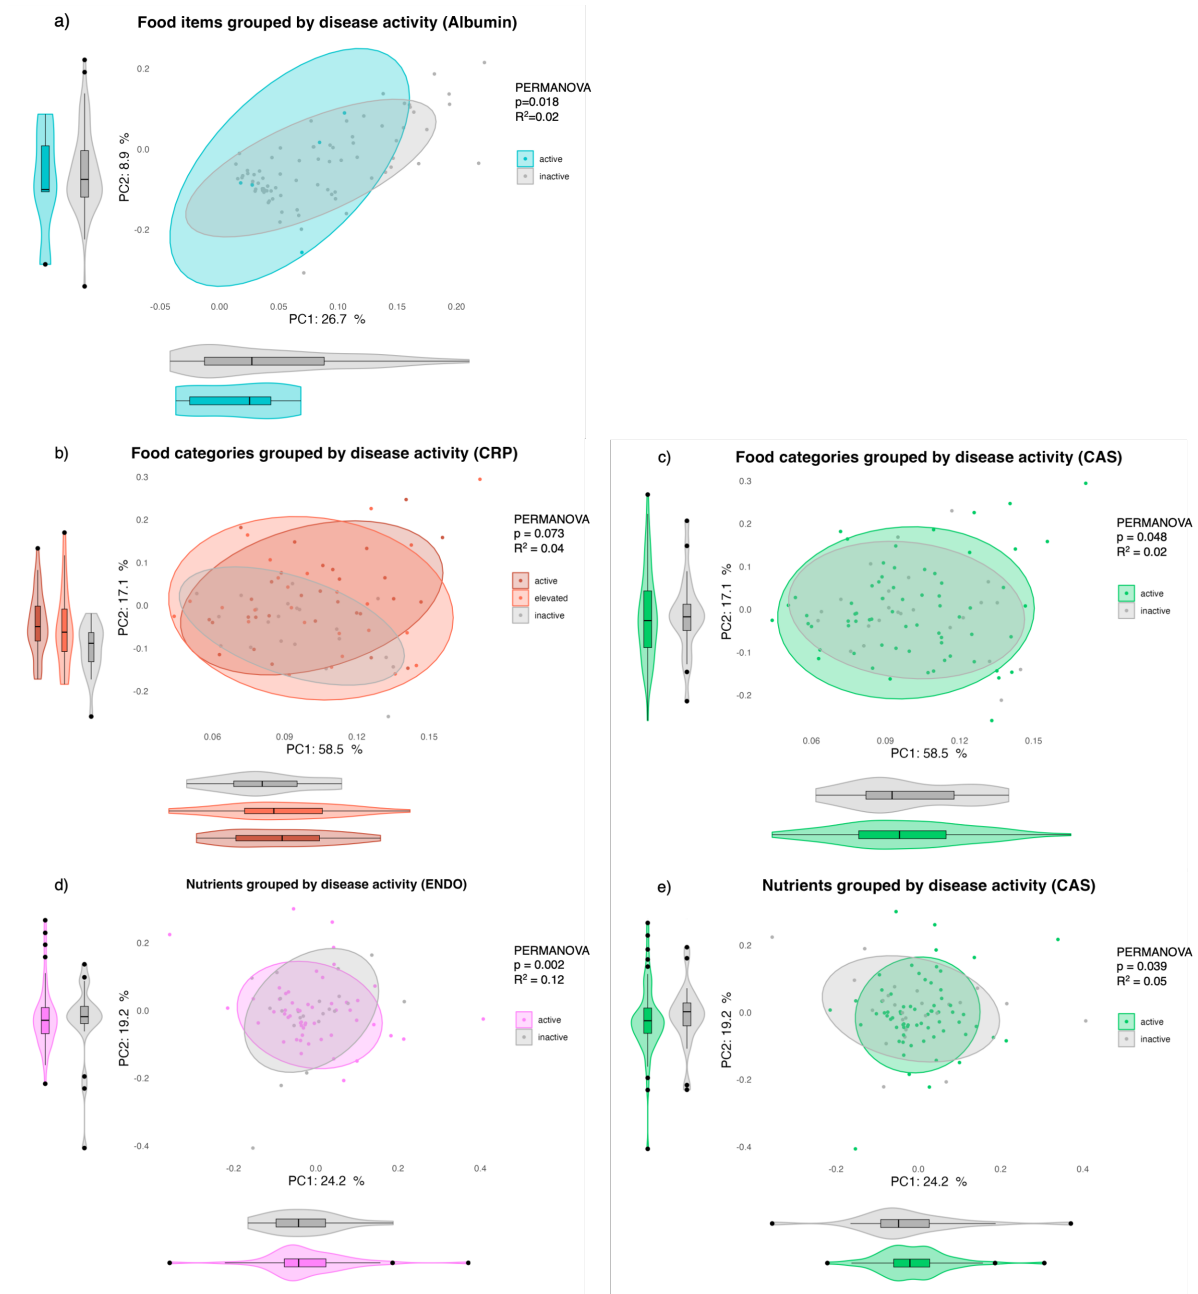 a)
Food items grouped by disease activity (Albumin)
0.2
0.0
-0.2
PC2: 8.9 %
-0.05 0.00 0.05 0.10 0.15 0.20
PC1: 26.7 %
PERMANOVA
p=0.018
R²=0.02
active
inactive
b)
Food categories grouped by disease activity (CRP)
0.3
0.2
0.1
0.0
-0.1
-0.2
PC2: 17.1 %
0.06 0.09 0.12 0.15
PC1: 58.5 %
PERMANOVA
p = 0.073
R² = 0.04
active
elevated
inactive
c)
Food categories grouped by disease activity (CAS)
0.3
0.2
0.1
0.0
-0.1
-0.2
PC2: 17.1 %
0.06 0.09 0.12 0.15
PC1: 58.5 %
PERMANOVA
p = 0.048
R² = 0.02
active
inactive
d)
Nutrients grouped by disease activity (ENDO)
0.2
0.0
-0.2
-0.4
PC2: 19.2 %
-0.2 0.0 0.2 0.4
PC1: 24.2 %
PERMANOVA
p = 0.002
R² = 0.12
active
inactive
e)
Nutrients grouped by disease activity (CAS)
0.2
0.0
-0.2
-0.4
PC2: 19.2 %
-0.2 0.0 0.2 0.4
PC1: 24.2 %
PERMANOVA
p = 0.039
R² = 0.05
active
inactive